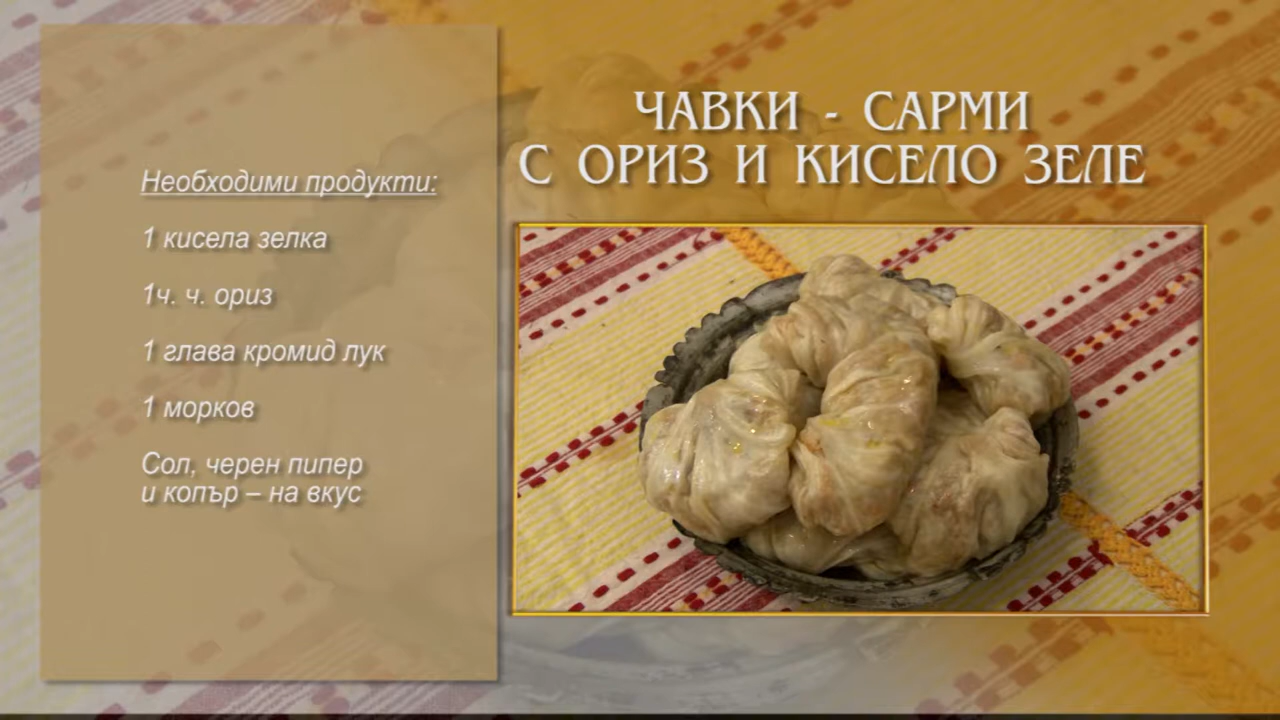 ЧАВКИ - САРМИ
С ОРИЗ И КИСЕЛО ЗЕЛЕ
Необходими продукти:
1 кисела зелка
1ч. ч. ориз
1 глава кромид лук
1 морков
Сол, черен пипер
и копър – на вкус